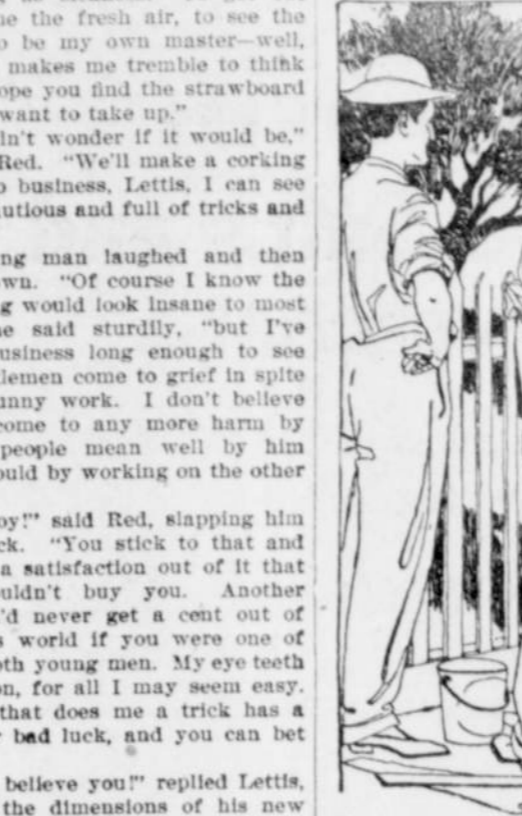 me the fresh air, to see the
o be my own master—well,
makes me tremble to think
ope you find the strawboard
want to take up."
dn't wonder if it would be,"
Red. "We'll make a corking
o business, Lettis, I can see
autious and full of tricks and
ng man laughed and then
own. "Of course I know the
g would look insane to most
he said sturdily, "but I've
business long enough to see
tlemen come to grief in spite
unny work. I don't believe
come to any more harm by
people mean well by him
ould by working on the other
oy!" said Red, slapping him
ck. "You stick to that and
a satisfaction out of it that
uldn't buy you. Another
'd never get a cent out of
s world if you were one of
oth young men. My eye teeth
on, for all I may seem easy.
that does me a trick has a
bad luck, and you can bet
believe you!" replied Lettis,
the dimensions of his new